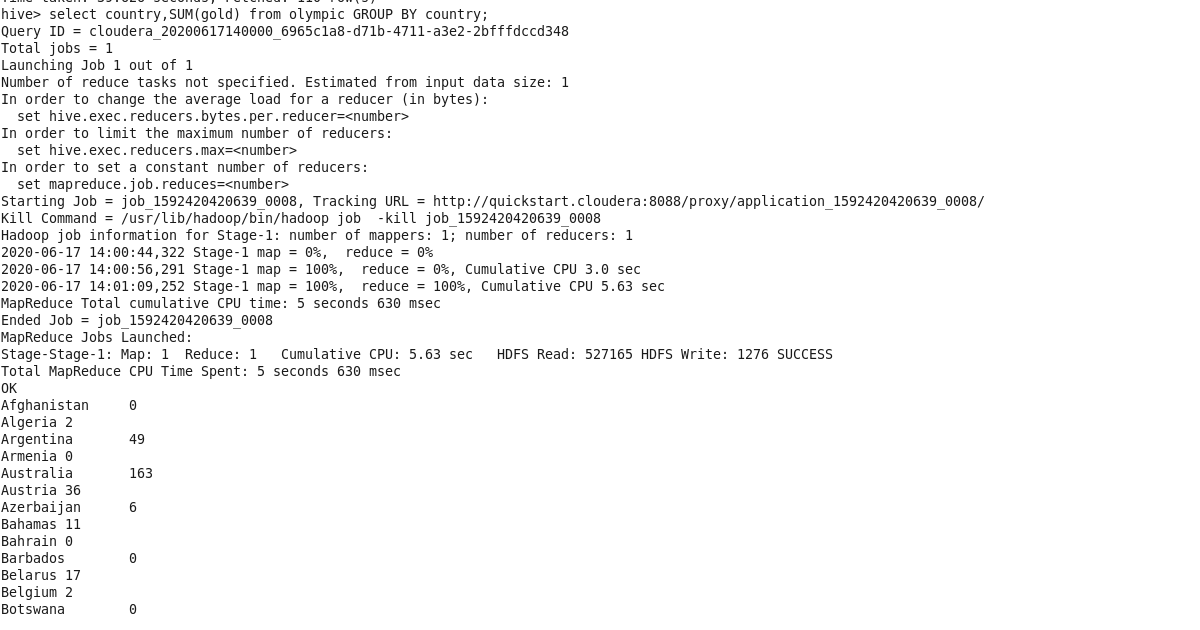 Time taken: 39.626 seconds, Fetched: 110 row(s)
hive> select country,SUM(gold) from olympic GROUP BY country;
Query ID = cloudera_20200617140000_6965c1a8-d71b-4711-a3e2-2bfffdccd348
Total jobs = 1
Launching Job 1 out of 1
Number of reduce tasks not specified. Estimated from input data size: 1
In order to change the average load for a reducer (in bytes):
  set hive.exec.reducers.bytes.per.reducer=<number>
In order to limit the maximum number of reducers:
  set hive.exec.reducers.max=<number>
In order to set a constant number of reducers:
  set mapreduce.job.reduces=<number>
Starting Job = job_1592420420639_0008, Tracking URL = http://quickstart.cloudera:8088/proxy/application_1592420420639_0008/
Kill Command = /usr/lib/hadoop/bin/hadoop job  -kill job_1592420420639_0008
Hadoop job information for Stage-1: number of mappers: 1; number of reducers: 1
2020-06-17 14:00:44,322 Stage-1 map = 0%,  reduce = 0%
2020-06-17 14:00:56,291 Stage-1 map = 100%,  reduce = 0%, Cumulative CPU 3.0 sec
2020-06-17 14:01:09,252 Stage-1 map = 100%,  reduce = 100%, Cumulative CPU 5.63 sec
MapReduce Total cumulative CPU time: 5 seconds 630 msec
Ended Job = job_1592420420639_0008
MapReduce Jobs Launched:
Stage-Stage-1: Map: 1  Reduce: 1   Cumulative CPU: 5.63 sec   HDFS Read: 527165 HDFS Write: 1276 SUCCESS
Total MapReduce CPU Time Spent: 5 seconds 630 msec
OK
Afghanistan     0
Algeria 2
Argentina       49
Armenia 0
Australia       163
Austria 36
Azerbaijan      6
Bahamas 11
Bahrain 0
Barbados        0
Belarus 17
Belgium 2
Botswana        0